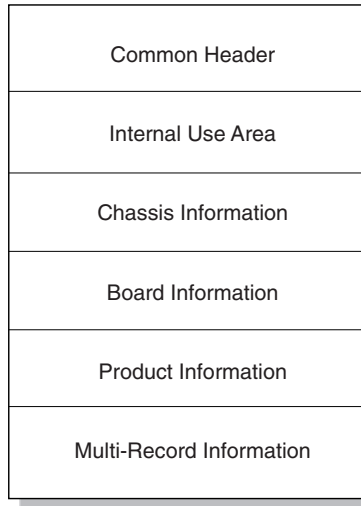 Common Header
Internal Use Area
Chassis Information
Board Information
Product Information
Multi-Record Information